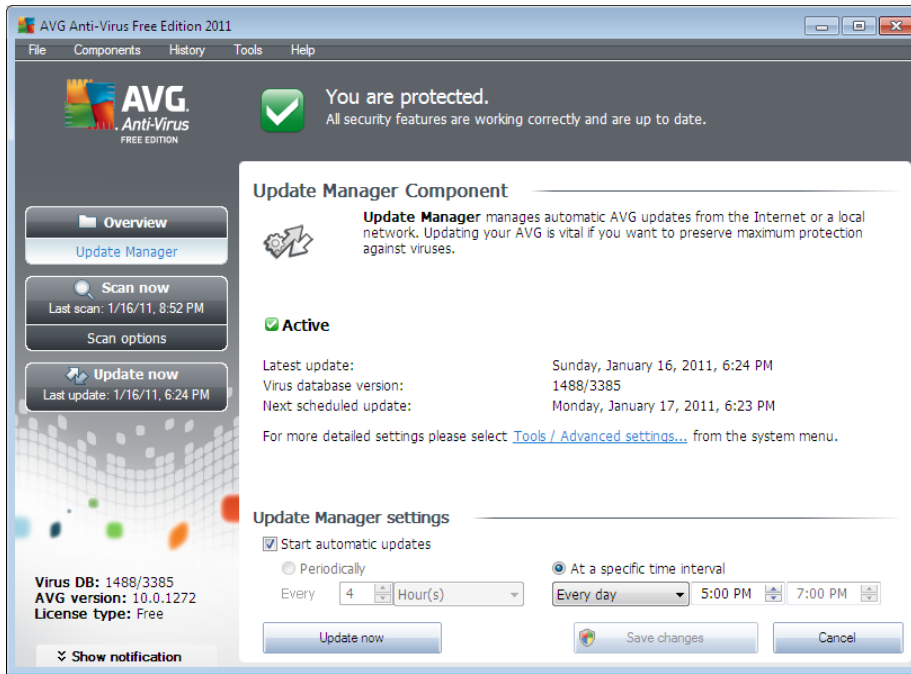 AVG Anti-Virus Free Edition 2011
File Components History Tools Help
AVG.
Anti-Virus
FREE EDITION
You are protected.
All security features are working correctly and are up to date.
Overview
Update Manager
Scan now
Last scan: 1/16/11, 8:52 PM
Scan options
Update now
Last update: 1/16/11, 6:24 PM
Virus DB: 1488/3385
AVG version: 10.0.1272
License type: Free
Show notification
Update Manager Component
Update Manager manages automatic AVG updates from the Internet or a local
network. Updating your AVG is vital if you want to preserve maximum protection
against viruses.
Active
Latest update: Sunday, January 16, 2011, 6:24 PM
Virus database version: 1488/3385
Next scheduled update: Monday, January 17, 2011, 6:23 PM
For more detailed settings please select Tools / Advanced settings... from the system menu.
Update Manager settings
Start automatic updates
Periodically At a specific time interval
Every 4 Hour(s) Every day 5:00 PM 7:00 PM
Update now Save changes Cancel